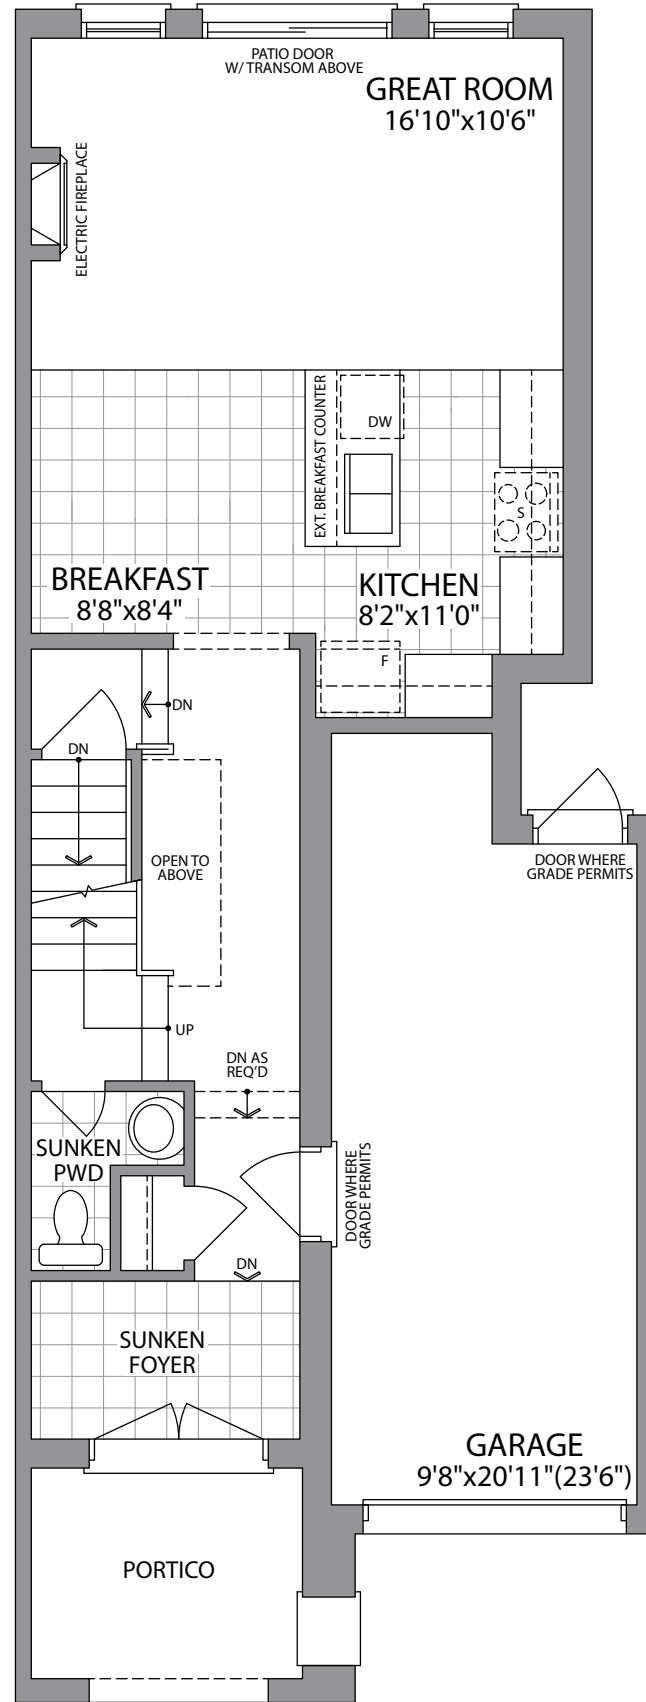 PATIO DOOR
W/ TRANSOM ABOVE
GREAT ROOM
16'10"x10'6"
ELECTRIC FIREPLACE
EXT. BREAKFAST COUNTER
DW
S
BREAKFAST
8'8"x8'4"
KITCHEN
8'2"x11'0"
F
DN
DN
OPEN TO
ABOVE
DOOR WHERE
GRADE PERMITS
UP
DN AS
REQ'D
SUNKEN
PWD
DOOR WHERE
GRADE PERMITS
DN
SUNKEN
FOYER
GARAGE
9'8"x20'11"(23'6")
PORTICO